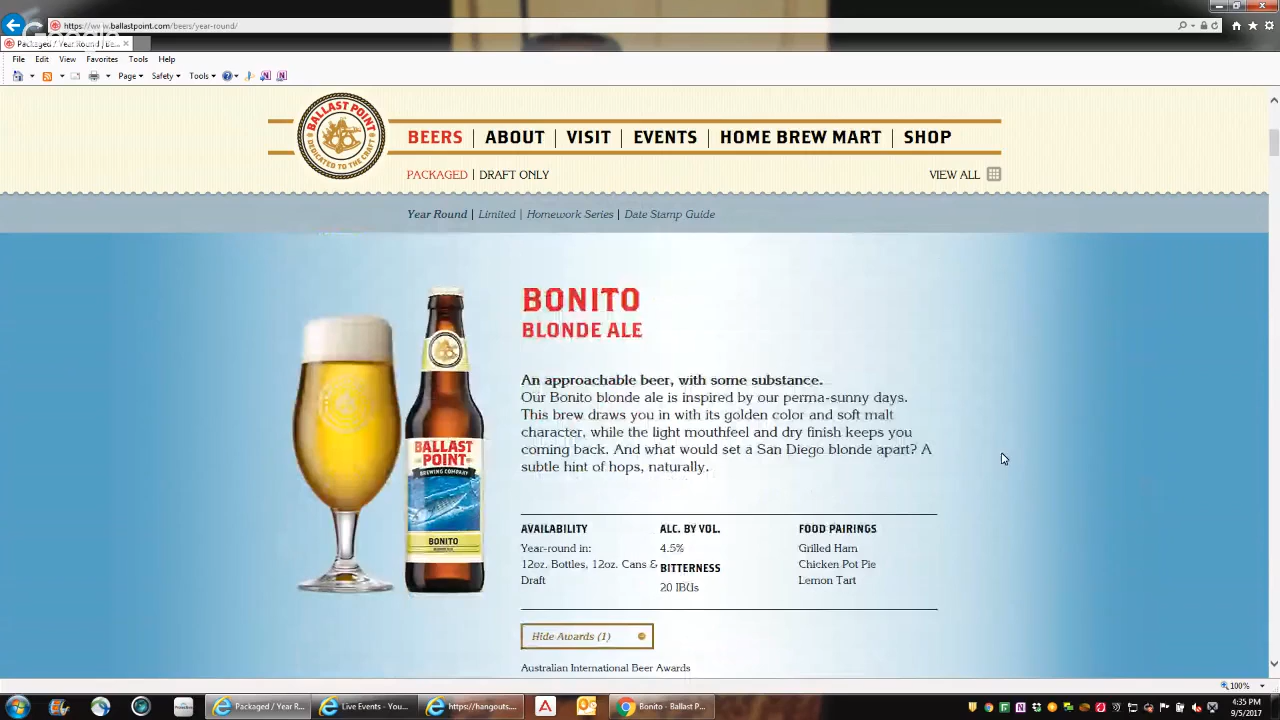 https://www.ballastpoint.com/beers/year-round/
Google
Packaged / Year Round / Be...
File Edit View Favorites Tools Help
Page Safety Tools
BALLAST POINT
DEDICATED TO THE CRAFT
BEERS | ABOUT | VISIT | EVENTS | HOME BREW MART | SHOP
PACKAGED | DRAFT ONLY
VIEW ALL
Year Round | Limited | Homework Series | Date Stamp Guide
BONITO
BLONDE ALE
An approachable beer, with some substance.
Our Bonito blonde ale is inspired by our perma-sunny days.
This brew draws you in with its golden color and soft malt
character, while the light mouthfeel and dry finish keeps you
coming back. And what would set a San Diego blonde apart? A
subtle hint of hops, naturally.
BALLAST
POINT
BREWING COMPANY
BONITO
AVAILABILITY
Year-round in:
12oz. Bottles, 12oz. Cans &
Draft
ALC. BY VOL.
4.5%
BITTERNESS
20 IBUs
FOOD PAIRINGS
Grilled Ham
Chicken Pot Pie
Lemon Tart
Hide Awards (1)
Australian International Beer Awards
100%
Packaged / Year R...
Live Events - You...
https://hangouts....
Bonito - Ballast P...
4:35 PM
9/5/2017